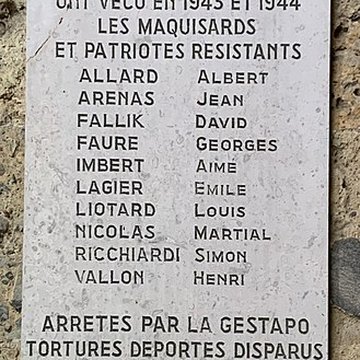 ONT VECU EN 1943 ET 1944
LES MAQUISARDS
ET PATRIOTES RESISTANTS
ALLARD ALBERT
ARENAS JEAN
FALLIK DAVID
FAURE GEORGES
IMBERT AIMÉ
LAGIER EMILE
LIOTARD LOUIS
NICOLAS MARTIAL
RICCHIARDI SIMON
VALLON HENRI
ARRETES PAR LA GESTAPO
TORTURES DEPORTES DISPARUS